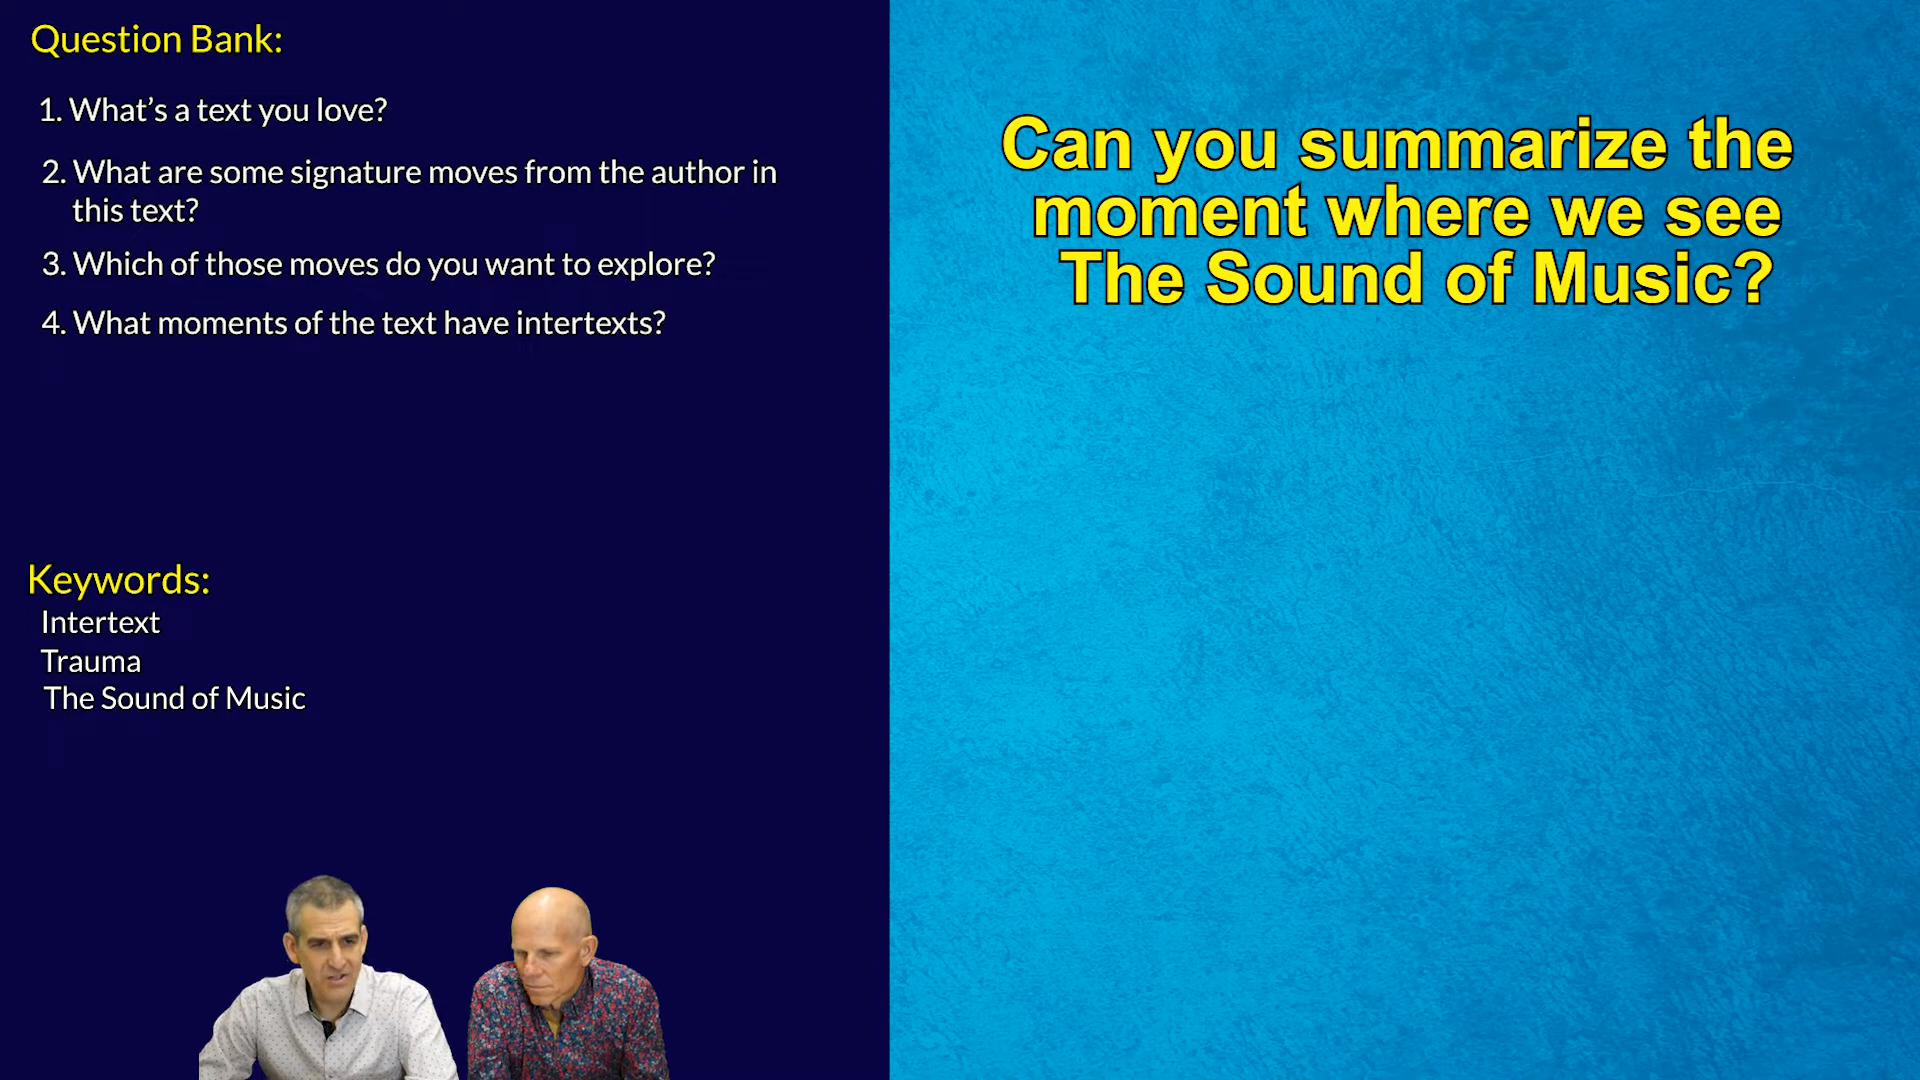 Question Bank:
1. What’s a text you love?
2. What are some signature moves from the author in
this text?
3. Which of those moves do you want to explore?
4. What moments of the text have intertexts?
Keywords:
Intertext
Trauma
The Sound of Music
Can you summarize the
moment where we see
The Sound of Music?